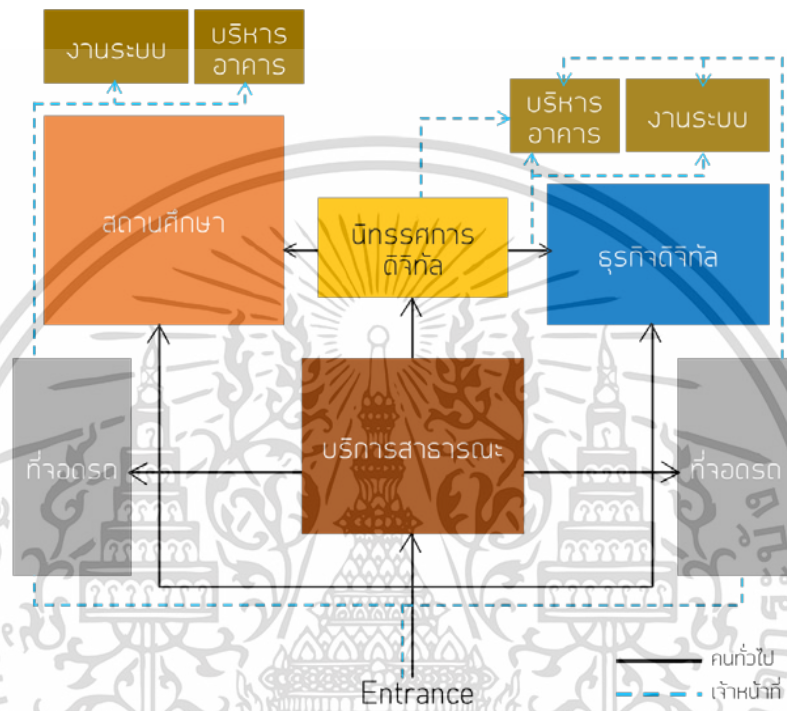 งานระบบ
บริหาร
อาคาร
บริหาร
อาคาร
งานระบบ
สถานศึกษา
นิทรรศการ
ดิจิทัล
ธุรกิจดิจิทัล
ที่จอดรถ
บริการสาธารณะ
ที่จอดรถ
คนทั่วไป
เจ้าหน้าที่
Entrance